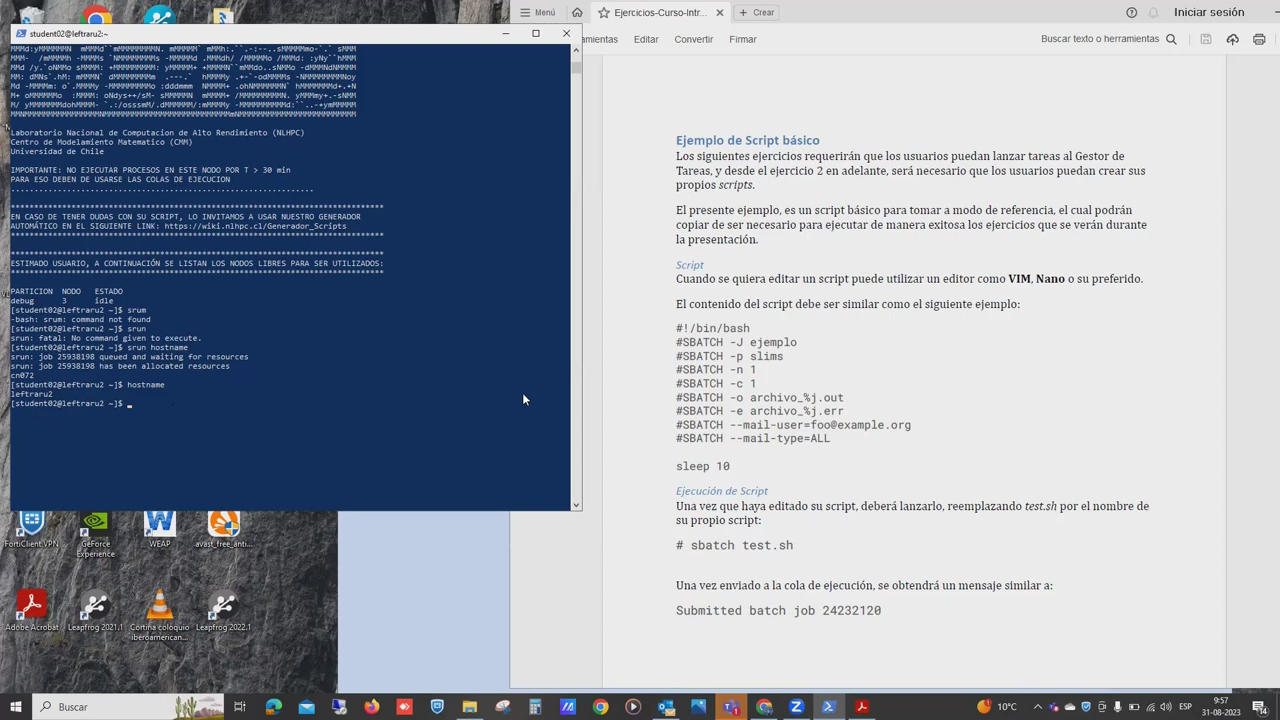 student02@leftraru2:~
Laboratorio Nacional de Computacion de Alto Rendimiento (NLHPC)
Centro de Modelamiento Matematico (CMM)
Universidad de Chile
IMPORTANTE: NO EJECUTAR PROCESOS EN ESTE NODO POR T > 30 min
PARA ESO DEBEN DE USARSE LAS COLAS DE EJECUCION
EN CASO DE TENER DUDAS CON SU SCRIPT, LO INVITAMOS A USAR NUESTRO GENERADOR
AUTOMÁTICO EN EL SIGUIENTE LINK: https://wiki.nlhpc.cl/Generador_Scripts
ESTIMADO USUARIO, A CONTINUACIÓN SE LISTAN LOS NODOS LIBRES PARA SER UTILIZADOS:
PARTICION NODO ESTADO
debug 3 idle
[student02@leftraru2 ~]$ srum
-bash: srum: command not found
[student02@leftraru2 ~]$ srun
srun: fatal: No command given to execute.
[student02@leftraru2 ~]$ srun hostname
srun: job 25938198 queued and waiting for resources
srun: job 25938198 has been allocated resources
cn072
[student02@leftraru2 ~]$ hostname
leftraru2
[student02@leftraru2 ~]$
FortiClient VPN
GeForce Experience
WEAP
avast_free_anti...
Adobe Acrobat
Leapfrog 2021.1
Cortina coloquio iberoamerican...
Leapfrog 2022.1
Menú
Ejercicios-Curso-Intr...
Crear
Iniciar sesión
amientas Editar Convertir Firmar
Buscar texto o herramientas
Ejemplo de Script básico
Los siguientes ejercicios requerirán que los usuarios puedan lanzar tareas al Gestor de
Tareas, y desde el ejercicio 2 en adelante, será necesario que los usuarios puedan crear sus
propios scripts.
El presente ejemplo, es un script básico para tomar a modo de referencia, el cual podrán
copiar de ser necesario para ejecutar de manera exitosa los ejercicios que se verán durante
la presentación.
Script
Cuando se quiera editar un script puede utilizar un editor como VIM, Nano o su preferido.
El contenido del script debe ser similar como el siguiente ejemplo:
#!/bin/bash
#SBATCH -J ejemplo
#SBATCH -p slims
#SBATCH -n 1
#SBATCH -c 1
#SBATCH -o archivo_%j.out
#SBATCH -e archivo_%j.err
#SBATCH --mail-user=foo@example.org
#SBATCH --mail-type=ALL
sleep 10
Ejecución de Script
Una vez que haya editado su script, deberá lanzarlo, reemplazando test.sh por el nombre de
su propio script:
# sbatch test.sh
Una vez enviado a la cola de ejecución, se obtendrá un mensaje similar a:
Submitted batch job 24232120
Buscar
10°C
ESP
9:57
31-08-2023